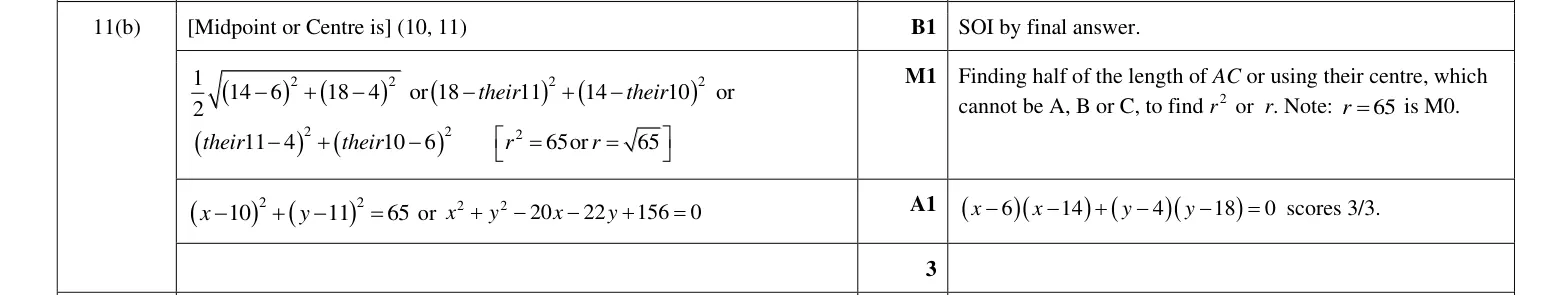 11(b) [Midpoint or Centre is] (10, 11) B1 SOI by final answer.
½√((14−6)² + (18−4)²) or (18−their11)² + (14−their10)² or M1 Finding half of the length of AC or using their centre, which
(their11−4)² + (their10−6)² [r² = 65 or r = √65] cannot be A, B or C, to find r² or r. Note: r = 65 is M0.
(x−10)² + (y−11)² = 65 or x² + y² − 20x − 22y + 156 = 0 A1 (x−6)(x−14) + (y−4)(y−18) = 0 scores 3/3.
3